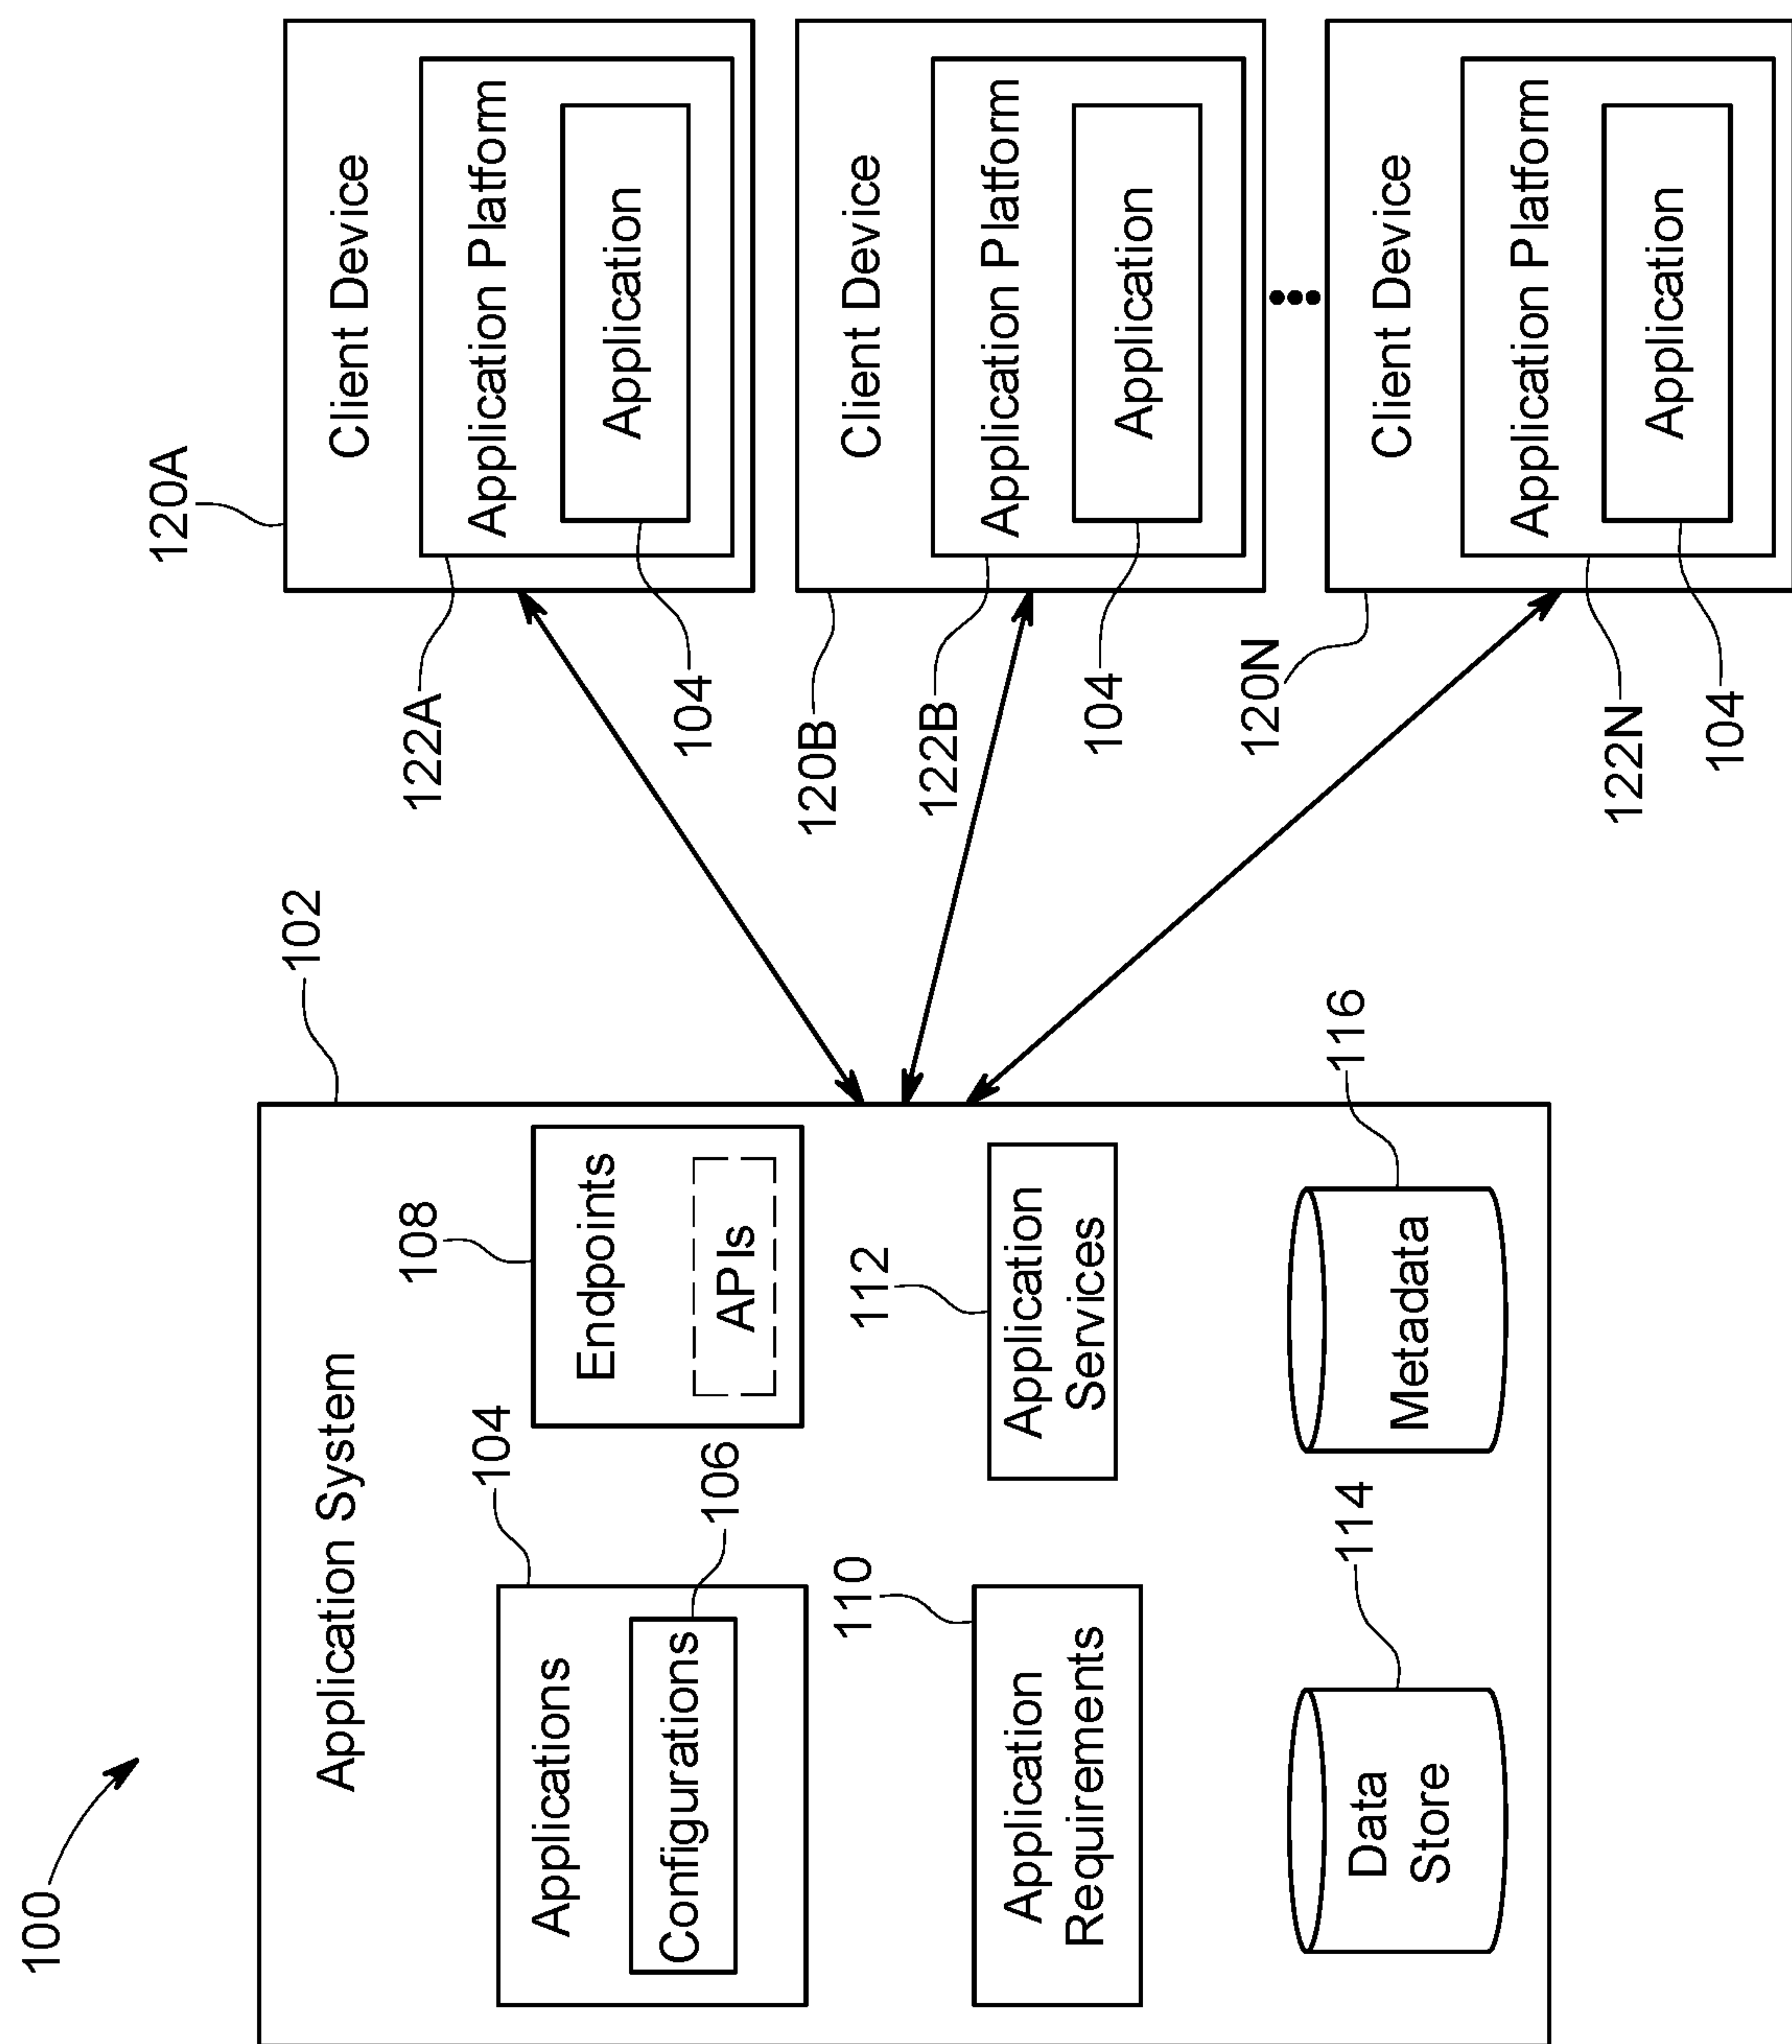 100
102
Application System
104
Applications
106
Configurations
108
Endpoints
APIs
110
Application
Requirements
112
Application
Services
114
Data
Store
116
Metadata
120A
Client Device
122A
Application Platform
104
Application
120B
Client Device
122B
Application Platform
104
Application
120N
Client Device
122N
Application Platform
104
Application